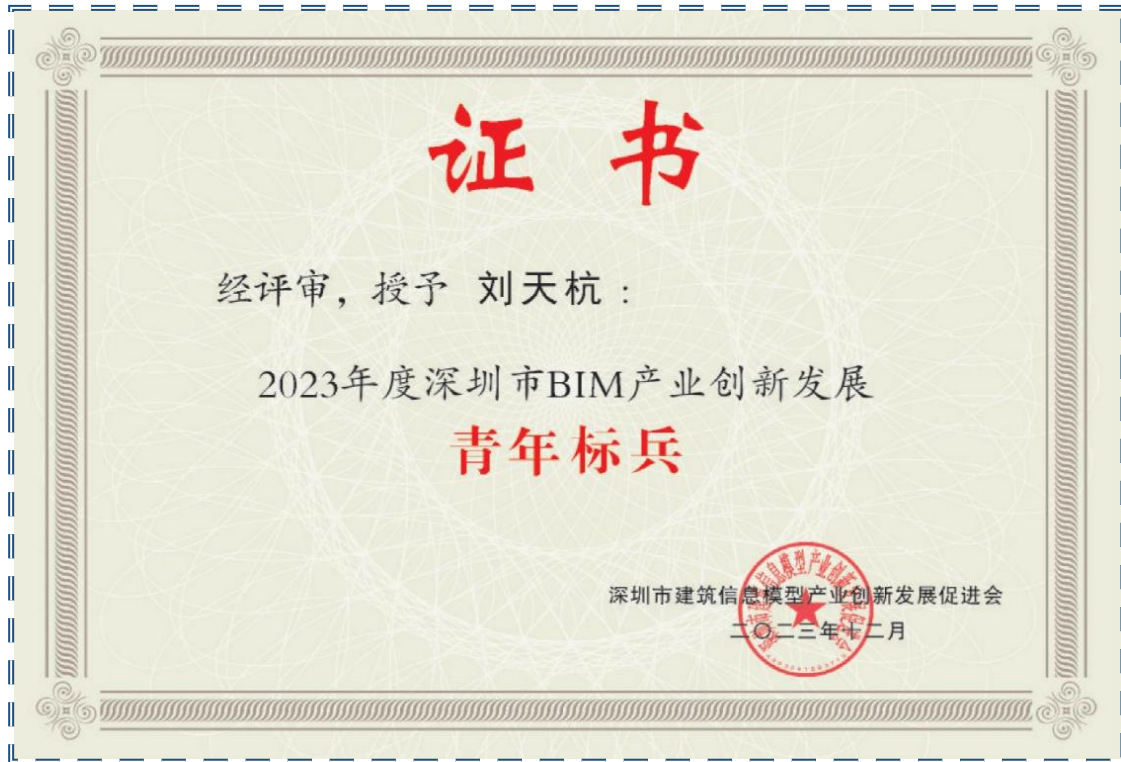 证 书
经评审，授予 刘天杭：
2023年度深圳市BIM产业创新发展
青年标兵
深圳市建筑信息模型产业创新发展促进会
二〇二三年十二月